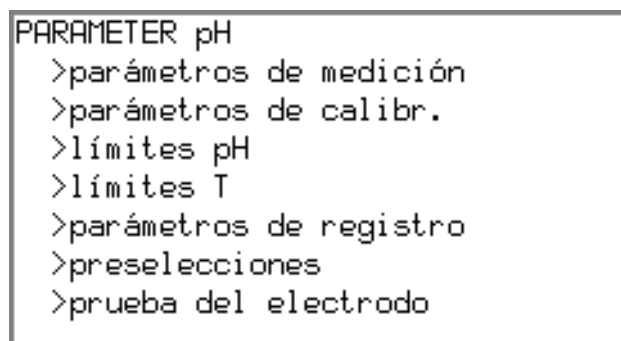 PARAMETER pH
>parámetros de medición
>parámetros de calibr.
>límites pH
>límites T
>parámetros de registro
>preselecciones
>prueba del electrodo